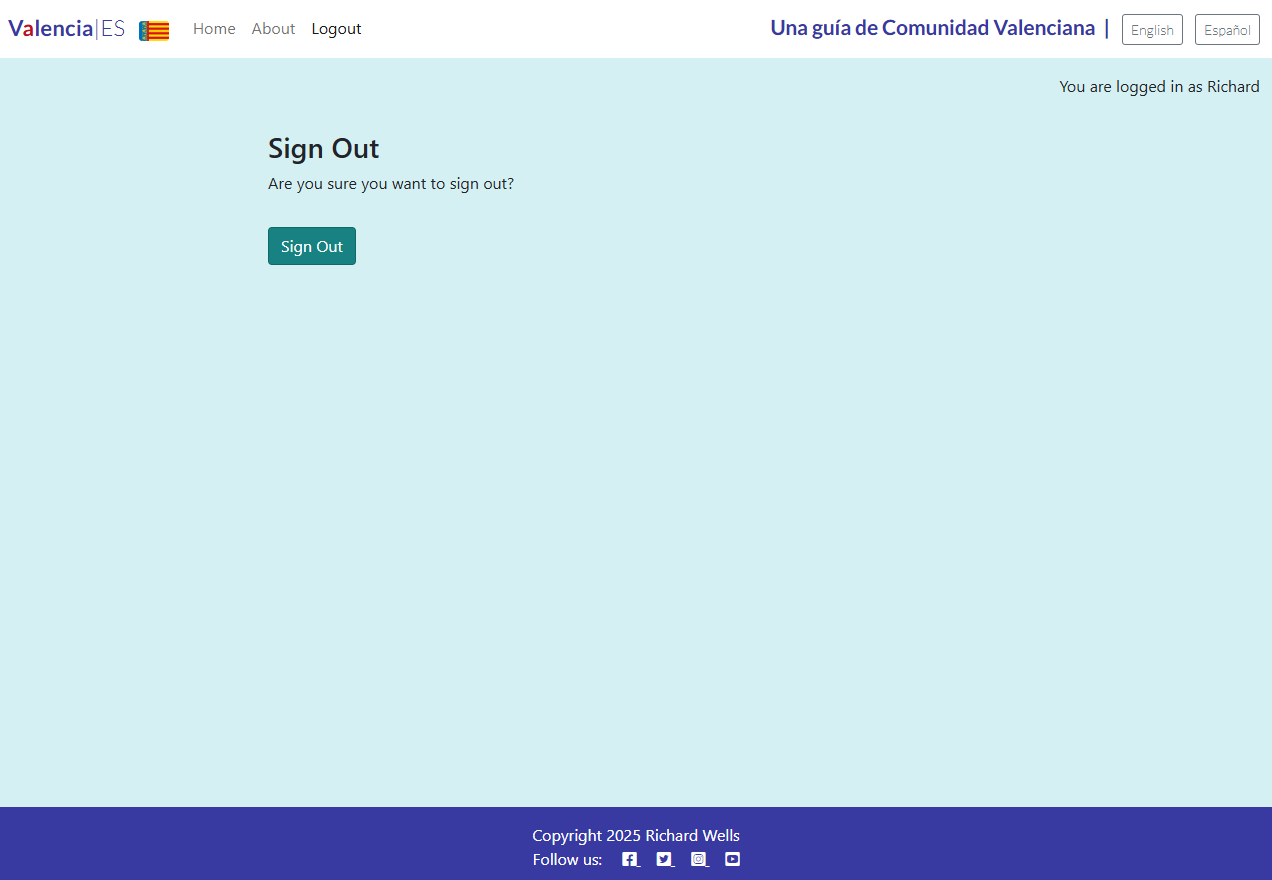 Valencia|ES Home About Logout Una guía de Comunidad Valenciana | English Español
You are logged in as Richard
Sign Out
Are you sure you want to sign out?
Sign Out
Copyright 2025 Richard Wells
Follow us: